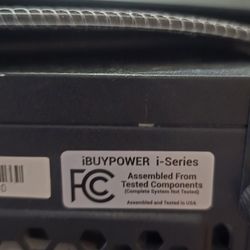 iBUYPOWER i-Series
FC
Assembled From
Tested Components
(Complete System Not Tested)
Assembled and Tested in USA